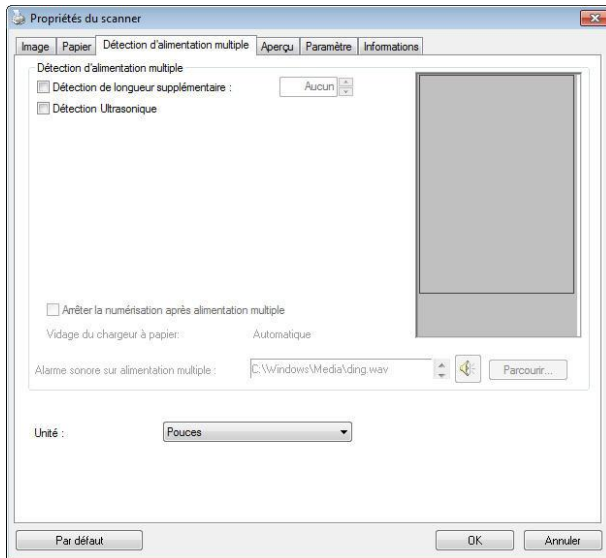 Propriétés du scanner
Image Papier Détection d'alimentation multiple Aperçu Paramètre Informations
Détection d'alimentation multiple
Détection de longueur supplémentaire : Aucun
Détection Ultrasonique
Arrêter la numérisation après alimentation multiple
Vidage du chargeur à papier: Automatique
Alarme sonore sur alimentation multiple : C:\Windows\Media\ding.wav Parcourir...
Unité : Pouces
Par défaut OK Annuler